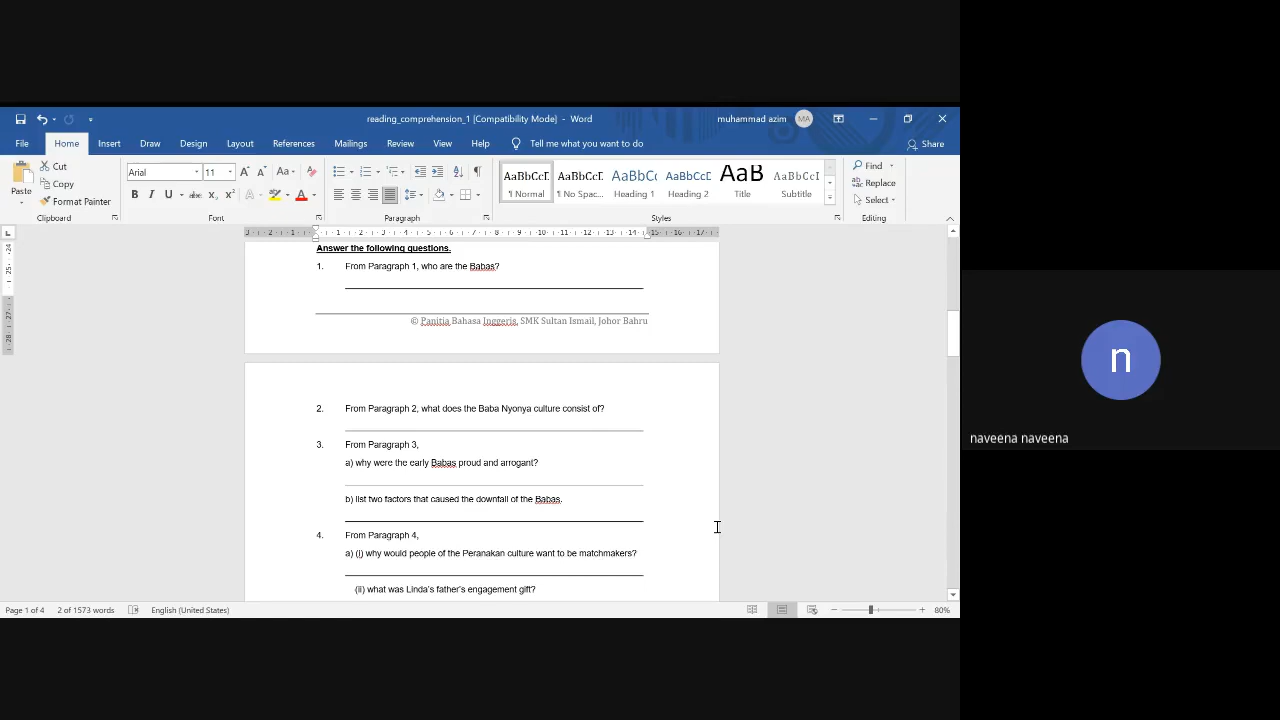 reading_comprehension_1 [Compatibility Mode] - Word
muhammad azim MA
File Home Insert Draw Design Layout References Mailings Review View Help Tell me what you want to do Share
Paste
Cut
Copy
Format Painter
Arial 11
Find
Replace
Select
AaBbCcI
¶ Normal
AaBbCcI
¶ No Spac...
AaBbCc
Heading 1
AaBbCcC
Heading 2
AaB
Title
AaBbCcI
Subtitle
Clipboard Font Paragraph Styles Editing
Answer the following questions.
1. From Paragraph 1, who are the Babas?
© Panitia Bahasa Inggeris, SMK Sultan Ismail, Johor Bahru
2. From Paragraph 2, what does the Baba Nyonya culture consist of?
3. From Paragraph 3,
a) why were the early Babas proud and arrogant?
b) list two factors that caused the downfall of the Babas.
4. From Paragraph 4,
a) (i) why would people of the Peranakan culture want to be matchmakers?
(ii) what was Linda's father's engagement gift?
Page 1 of 4 2 of 1573 words English (United States) 80%
n
naveena naveena